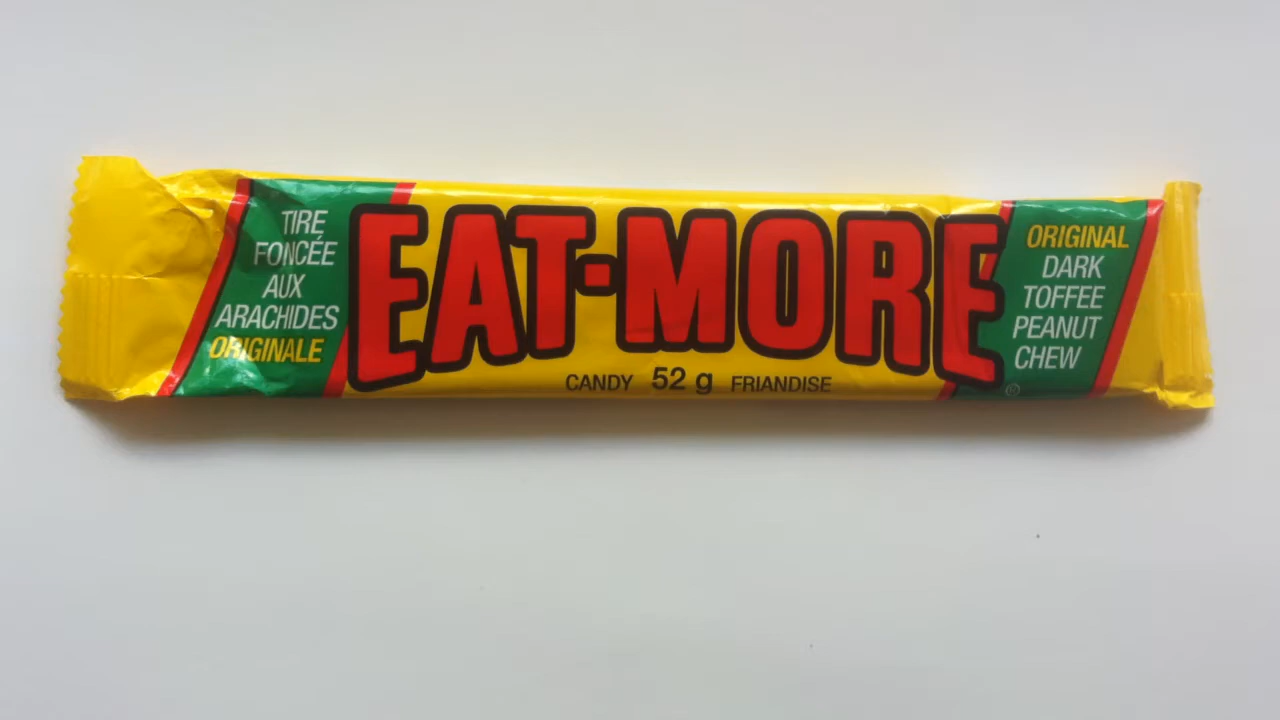 TIRE
FONCÉE
AUX
ARACHIDES
ORIGINALE
EAT-MORE
CANDY 52 g FRIANDISE
ORIGINAL
DARK
TOFFEE
PEANUT
CHEW
®